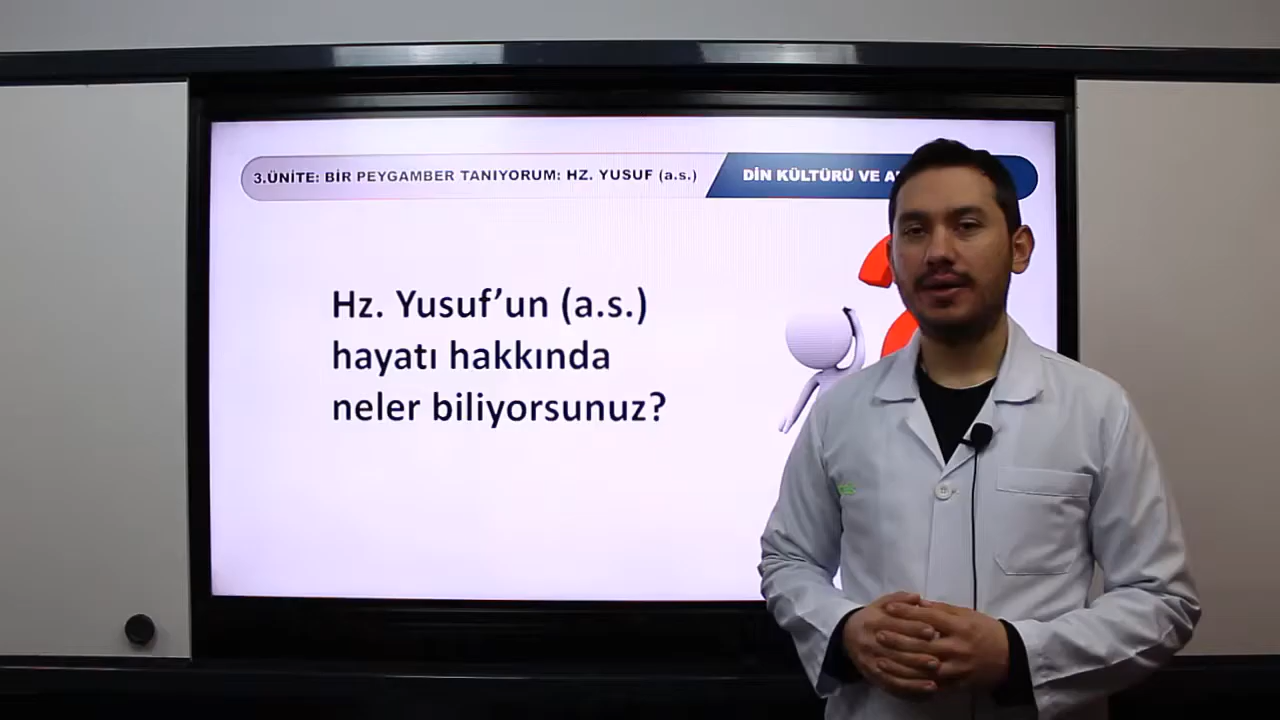 3.ÜNİTE: BİR PEYGAMBER TANIYORUM: HZ. YUSUF (a.s.)
DİN KÜLTÜRÜ VE
Hz. Yusuf’un (a.s.)
hayatı hakkında
neler biliyorsunuz?